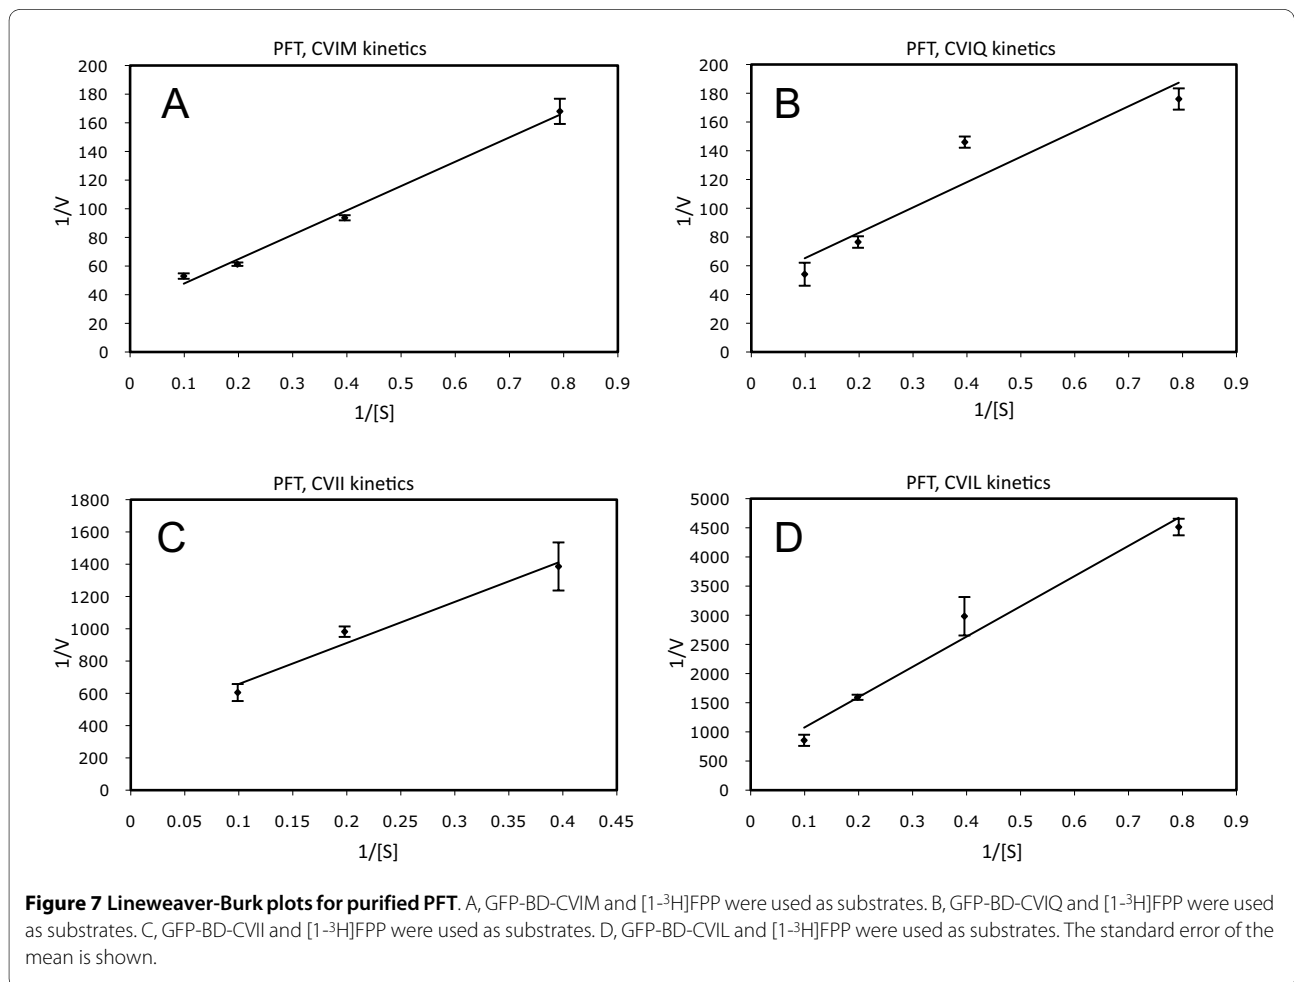 PFT, CVIM kinetics
A
1/V
200
180
160
140
120
100
80
60
40
20
0
0 0.1 0.2 0.3 0.4 0.5 0.6 0.7 0.8 0.9
1/[S]
PFT, CVIQ kinetics
B
1/V
200
180
160
140
120
100
80
60
40
20
0
0 0.1 0.2 0.3 0.4 0.5 0.6 0.7 0.8 0.9
1/[S]
PFT, CVII kinetics
C
1/V
1800
1600
1400
1200
1000
800
600
400
200
0
0 0.05 0.1 0.15 0.2 0.25 0.3 0.35 0.4 0.45
1/[S]
PFT, CVIL kinetics
D
1/V
5000
4500
4000
3500
3000
2500
2000
1500
1000
500
0
0 0.1 0.2 0.3 0.4 0.5 0.6 0.7 0.8 0.9
1/[S]
Figure 7 Lineweaver-Burk plots for purified PFT. A, GFP-BD-CVIM and [1-³H]FPP were used as substrates. B, GFP-BD-CVIQ and [1-³H]FPP were used
as substrates. C, GFP-BD-CVII and [1-³H]FPP were used as substrates. D, GFP-BD-CVIL and [1-³H]FPP were used as substrates. The standard error of the
mean is shown.